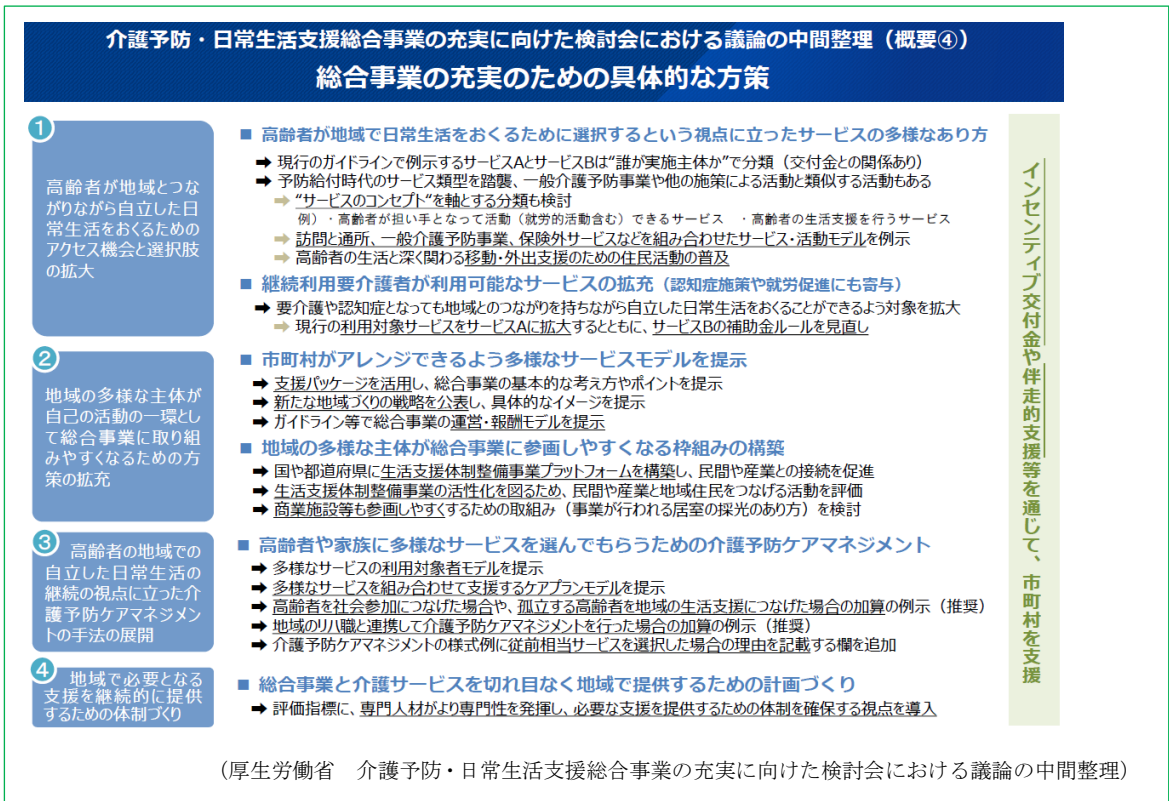 介護予防・日常生活支援総合事業の充実に向けた検討会における議論の中間整理（概要④）
総合事業の充実のための具体的な方策
1
高齢者が地域とつな
がりながら自立した日
常生活をおくるための
アクセス機会と選択肢
の拡大
■ 高齢者が地域で日常生活をおくるために選択するという視点に立ったサービスの多様なあり方
➡ 現行のガイドラインで例示するサービスAとサービスBは“誰が実施主体か”で分類（交付金との関係あり）
➡ 予防給付時代のサービス類型を踏襲、一般介護予防事業や他の施策による活動と類似する活動もある
➡ “サービスのコンセプト“を軸とする分類も検討
例）・高齢者が担い手となって活動（就労的活動含む）できるサービス ・高齢者の生活支援を行うサービス
➡ 訪問と通所、一般介護予防事業、保険外サービスなどを組み合わせたサービス・活動モデルを例示
➡ 高齢者の生活と深く関わる移動・外出支援のための住民活動の普及
■ 継続利用要介護者が利用可能なサービスの拡充（認知症施策や就労促進にも寄与）
➡ 要介護や認知症となっても地域とのつながりを持ちながら自立した日常生活をおくることができるよう対象を拡大
➡ 現行の利用対象サービスをサービスAに拡大するとともに、サービスBの補助金ルールを見直し
2
地域の多様な主体が
自己の活動の一環とし
て総合事業に取り組
みやすくなるための方
策の拡充
■ 市町村がアレンジできるよう多様なサービスモデルを提示
➡ 支援パッケージを活用し、総合事業の基本的な考え方やポイントを提示
➡ 新たな地域づくりの戦略を公表し、具体的なイメージを提示
➡ ガイドライン等で総合事業の運営・報酬モデルを提示
■ 地域の多様な主体が総合事業に参画しやすくなる枠組みの構築
➡ 国や都道府県に生活支援体制整備事業プラットフォームを構築し、民間や産業との接続を促進
➡ 生活支援体制整備事業の活性化を図るため、民間や産業と地域住民をつなげる活動を評価
➡ 商業施設等も参画しやすくするための取組み（事業が行われる居室の採光のあり方）を検討
3
高齢者の地域での
自立した日常生活の
継続の視点に立った介
護予防ケアマネジメン
トの手法の展開
■ 高齢者や家族に多様なサービスを選んでもらうための介護予防ケアマネジメント
➡ 多様なサービスの利用対象者モデルを提示
➡ 多様なサービスを組み合わせて支援するケアプランモデルを提示
➡ 高齢者を社会参加につなげた場合や、孤立する高齢者を地域の生活支援につなげた場合の加算の例示（推奨）
➡ 地域のリハ職と連携して介護予防ケアマネジメントを行った場合の加算の例示（推奨）
➡ 介護予防ケアマネジメントの様式例に従前相当サービスを選択した場合の理由を記載する欄を追加
4
地域で必要となる
支援を継続的に提供
するための体制づくり
■ 総合事業と介護サービスを切れ目なく地域で提供するための計画づくり
➡ 評価指標に、専門人材がより専門性を発揮し、必要な支援を提供するための体制を確保する視点を導入
インセンティブ交付金や伴走的支援等を通じて、市町村を支援
（厚生労働省　介護予防・日常生活支援総合事業の充実に向けた検討会における議論の中間整理）